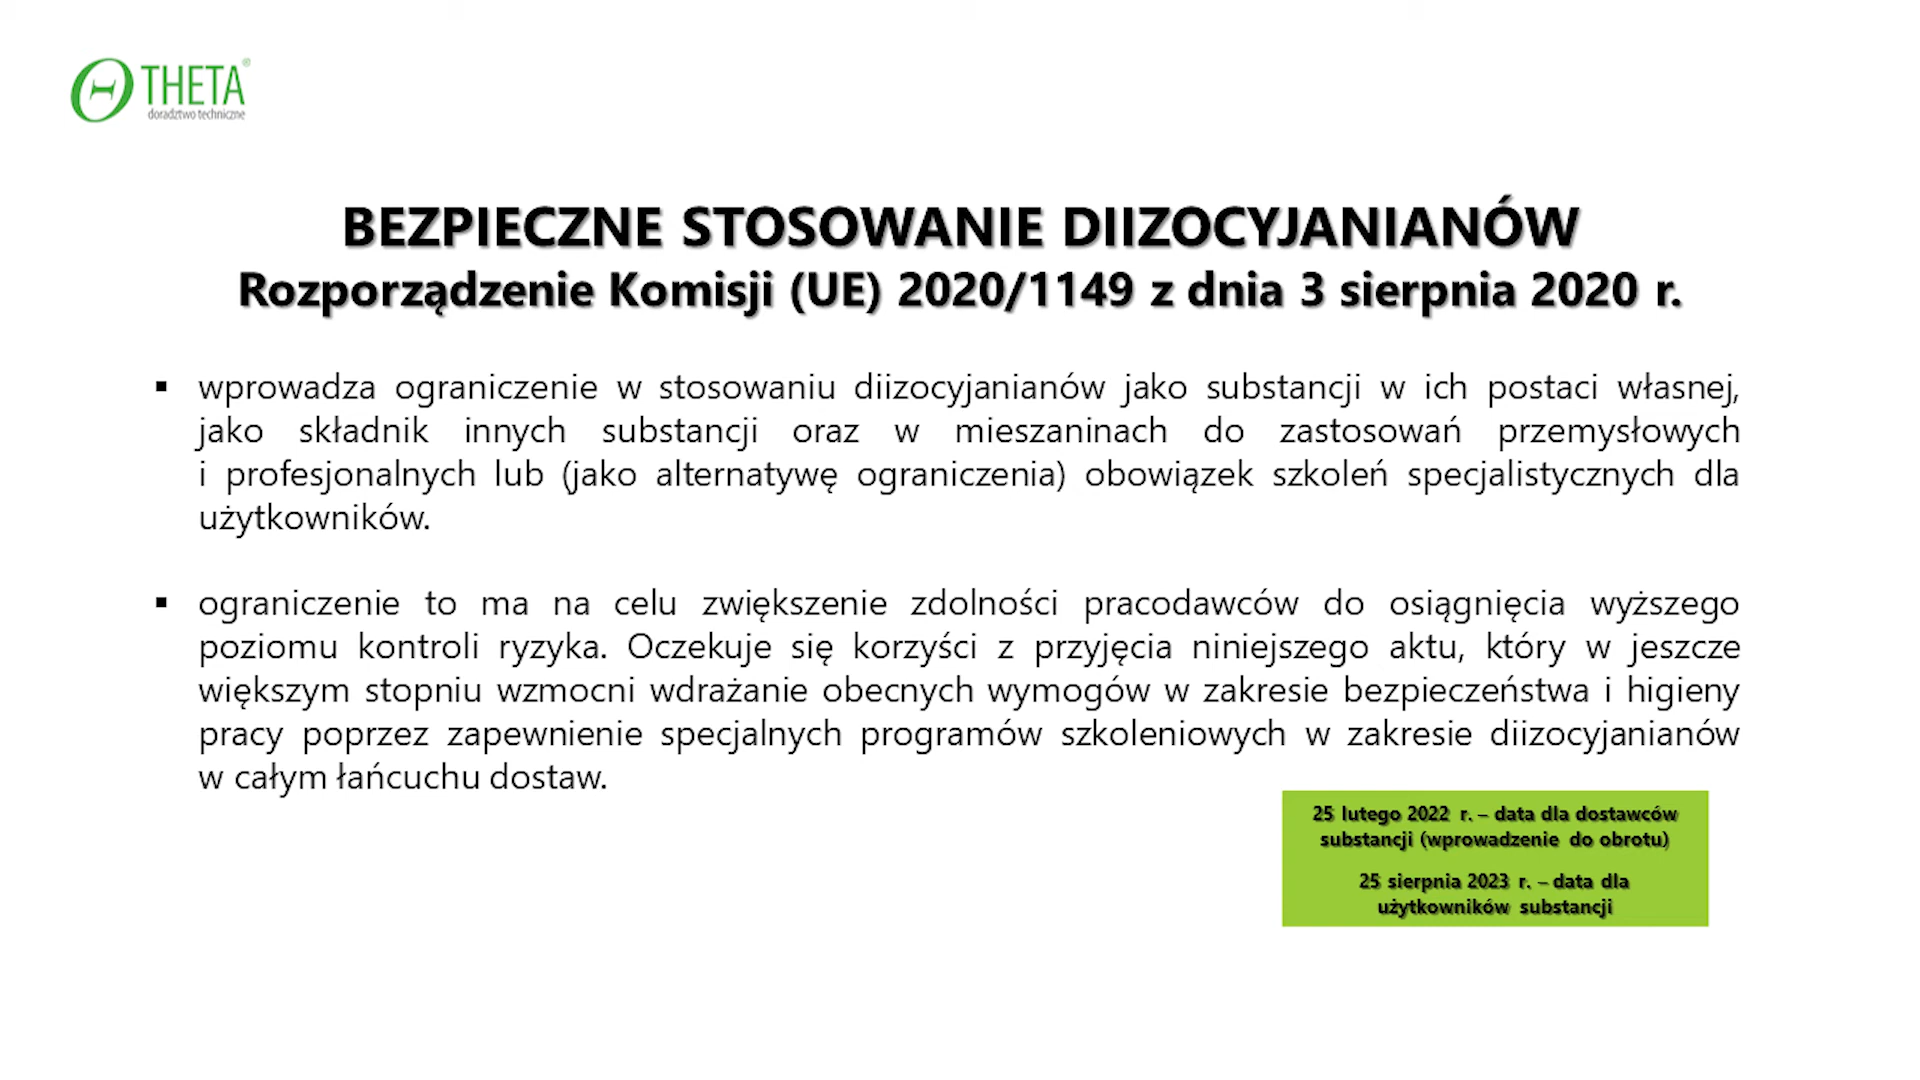 THETA®
doradztwo techniczne
BEZPIECZNE STOSOWANIE DIIZOCYJANIANÓW
Rozporządzenie Komisji (UE) 2020/1149 z dnia 3 sierpnia 2020 r.
▪ wprowadza ograniczenie w stosowaniu diizocyjanianów jako substancji w ich postaci własnej,
jako składnik innych substancji oraz w mieszaninach do zastosowań przemysłowych
i profesjonalnych lub (jako alternatywę ograniczenia) obowiązek szkoleń specjalistycznych dla
użytkowników.
▪ ograniczenie to ma na celu zwiększenie zdolności pracodawców do osiągnięcia wyższego
poziomu kontroli ryzyka. Oczekuje się korzyści z przyjęcia niniejszego aktu, który w jeszcze
większym stopniu wzmocni wdrażanie obecnych wymogów w zakresie bezpieczeństwa i higieny
pracy poprzez zapewnienie specjalnych programów szkoleniowych w zakresie diizocyjanianów
w całym łańcuchu dostaw.
25 lutego 2022 r. – data dla dostawców
substancji (wprowadzenie do obrotu)
25 sierpnia 2023 r. – data dla
użytkowników substancji